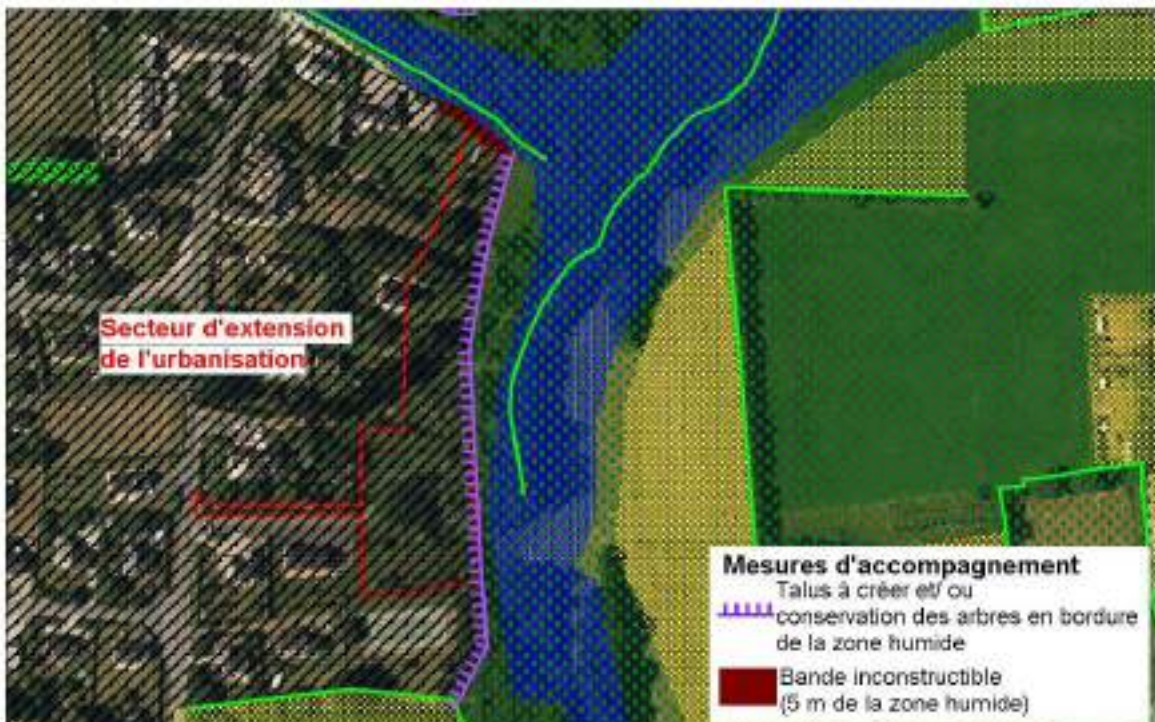 Secteur d'extension
de l'urbanisation
Mesures d'accompagnement
Talus à créer et/ ou
conservation des arbres en bordure
de la zone humide
Bande inconstructible
(5 m de la zone humide)